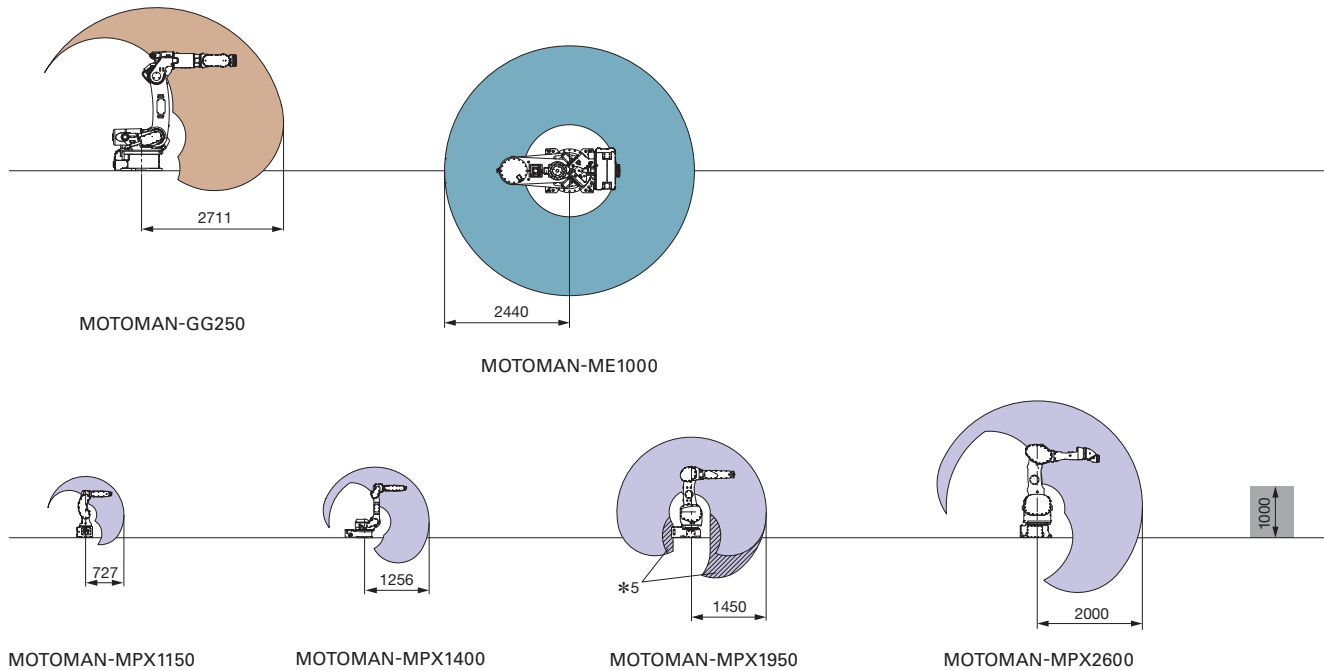 2711
2440
MOTOMAN-GG250
MOTOMAN-ME1000
1000
*5
727
1256
1450
2000
MOTOMAN-MPX1150
MOTOMAN-MPX1400
MOTOMAN-MPX1950
MOTOMAN-MPX2600